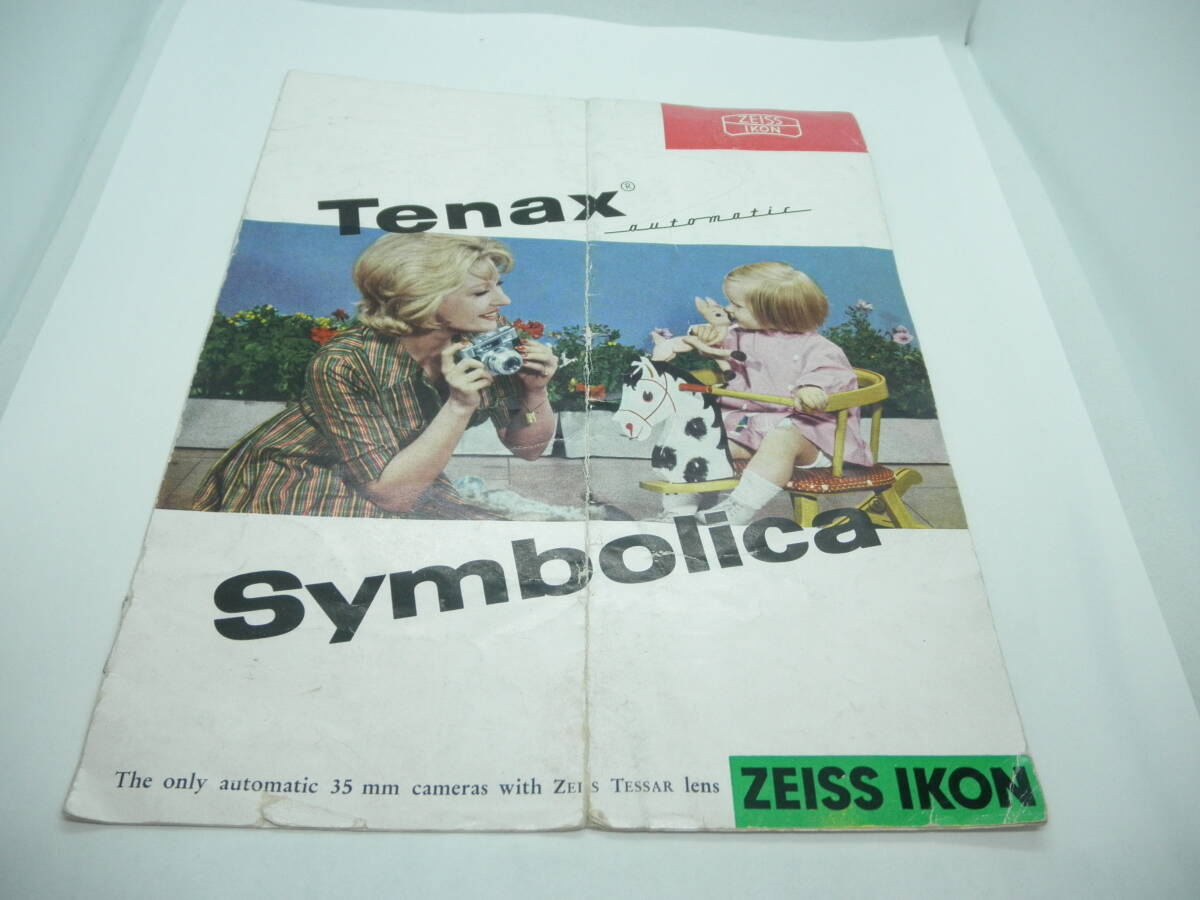 ZEISS
IKON
Tenax®
automatic
Symbolica
The only automatic 35 mm cameras with ZEISS TESSAR lens
ZEISS IKON